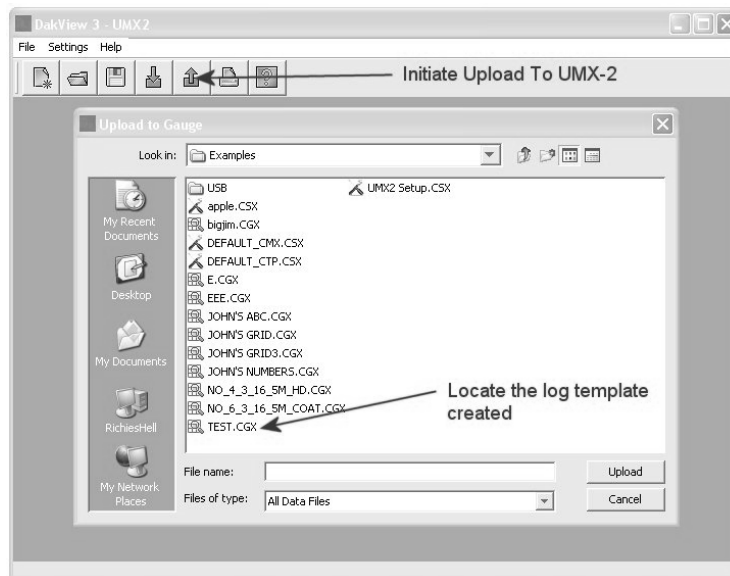 DakView 3 - UMX2
File Settings Help
Initiate Upload To UMX-2
Upload to Gauge
Look in: Examples
My Recent
Documents
Desktop
My Documents
RichiesHell
My Network
Places
USB
apple.CSX
bigjim.CGX
DEFAULT_CMX.CSX
DEFAULT_CTP.CSX
E.CGX
EEE.CGX
JOHN'S ABC.CGX
JOHN'S GRID.CGX
JOHN'S GRID3.CGX
JOHN'S NUMBERS.CGX
NO_4_3_16_5M_HD.CGX
NO_6_3_16_5M_COAT.CGX
TEST.CGX
UMX2 Setup.CSX
Locate the log template
created
File name:
Upload
Files of type: All Data Files
Cancel